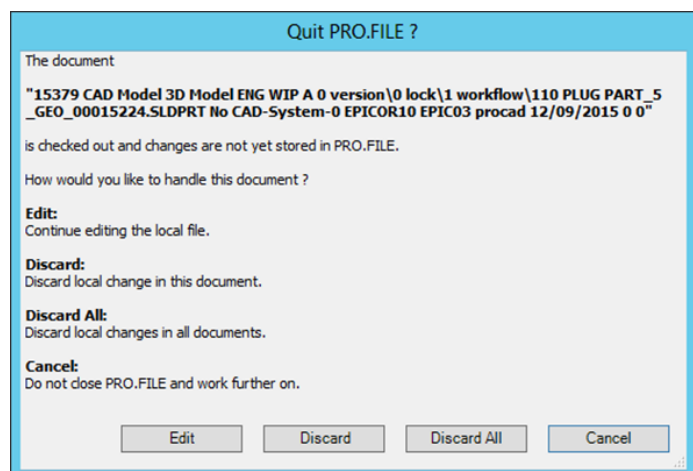 Quit PRO.FILE ?
The document
"15379 CAD Model 3D Model ENG WIP A 0 version\0 lock\1 workflow\110 PLUG PART_5
_GEO_00015224.SLDPRT No CAD-System-0 EPICOR10 EPIC03 procad 12/09/2015 0 0"
is checked out and changes are not yet stored in PRO.FILE.
How would you like to handle this document ?
Edit:
Continue editing the local file.
Discard:
Discard local change in this document.
Discard All:
Discard local changes in all documents.
Cancel:
Do not close PRO.FILE and work further on.
Edit Discard Discard All Cancel